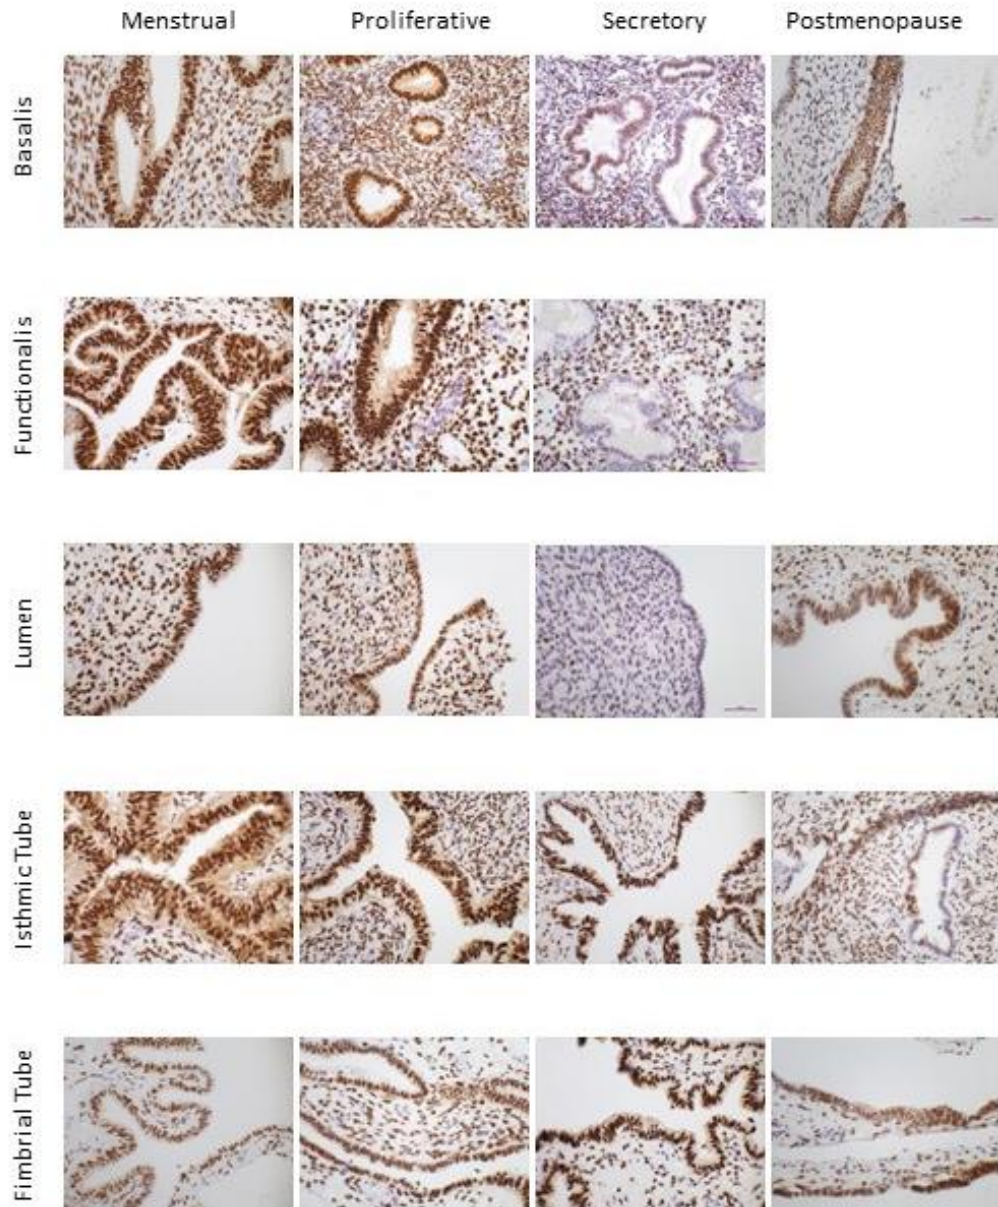 Menstrual Proliferative Secretory Postmenopause
Basalis
Functionalis
Lumen
Isthmic Tube
Fimbrial Tube